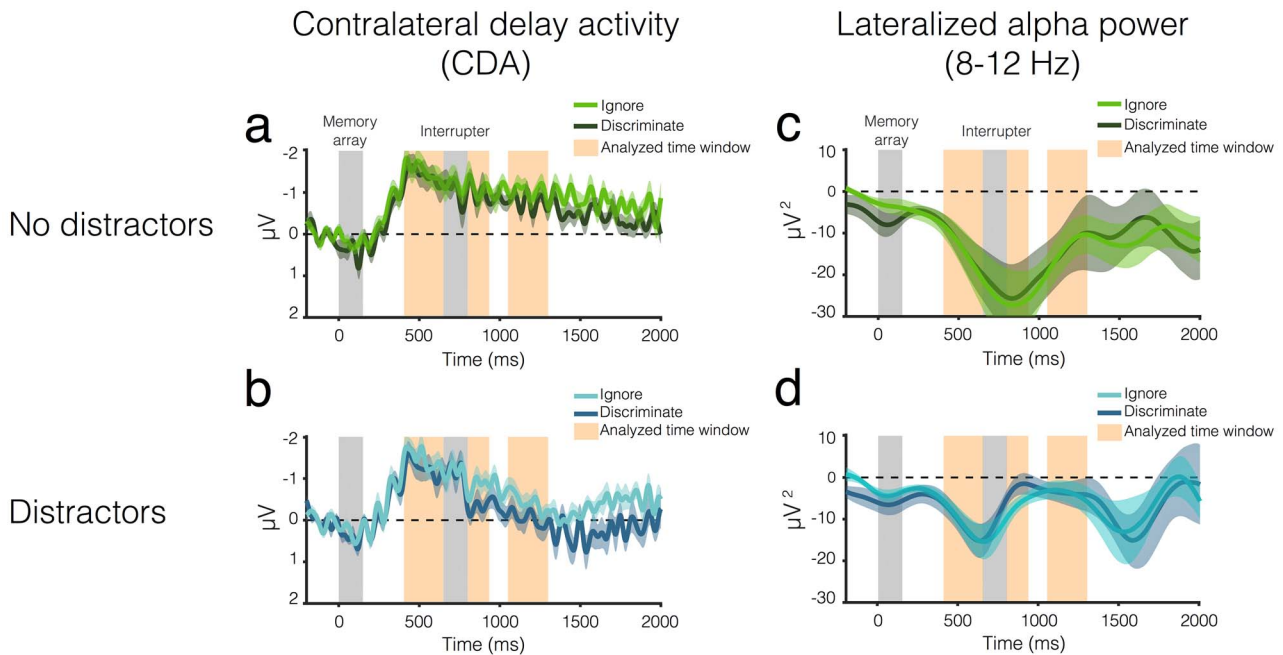 Contralateral delay activity
(CDA)
Lateralized alpha power
(8-12 Hz)
No distractors
Distractors
a
Memory
array
Interrupter
Ignore
Discriminate
Analyzed time window
-2
-1
0
1
2
µV
0
500
1000
1500
2000
Time (ms)
c
Memory
array
Interrupter
Ignore
Discriminate
Analyzed time window
10
0
-10
-20
-30
µV²
0
500
1000
1500
2000
Time (ms)
b
Ignore
Discriminate
Analyzed time window
-2
-1
0
1
2
µV
0
500
1000
1500
2000
Time (ms)
d
Ignore
Discriminate
Analyzed time window
10
0
-10
-20
-30
µV²
0
500
1000
1500
2000
Time (ms)